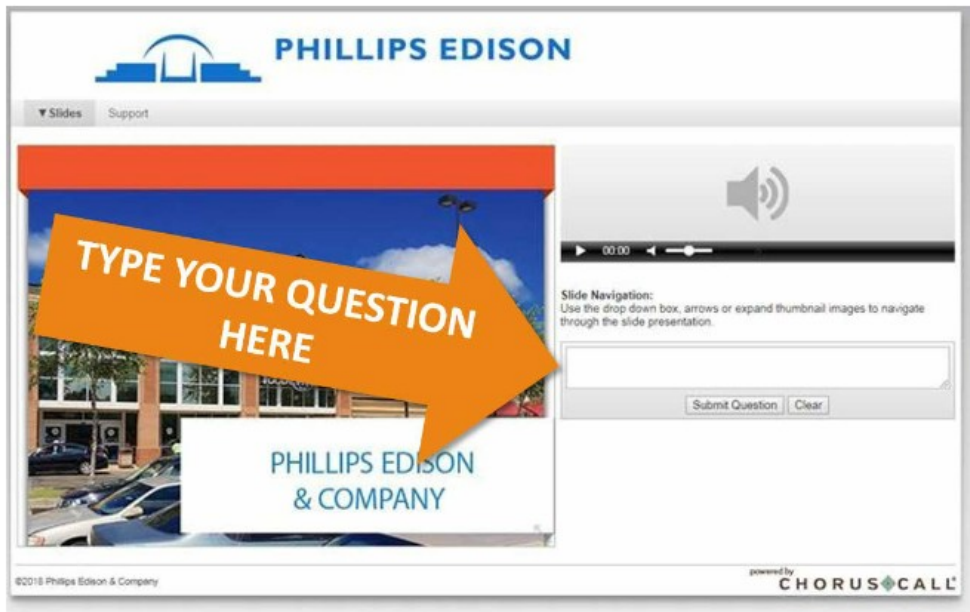 PHILLIPS EDISON
▼Slides Support
TYPE YOUR QUESTION
HERE
PHILLIPS EDISON
& COMPANY
00:00
Slide Navigation:
Use the drop down box, arrows or expand thumbnail images to navigate
through the slide presentation.
Submit Question Clear
©2018 Phillips Edison & Company
powered by
CHORUS CALL